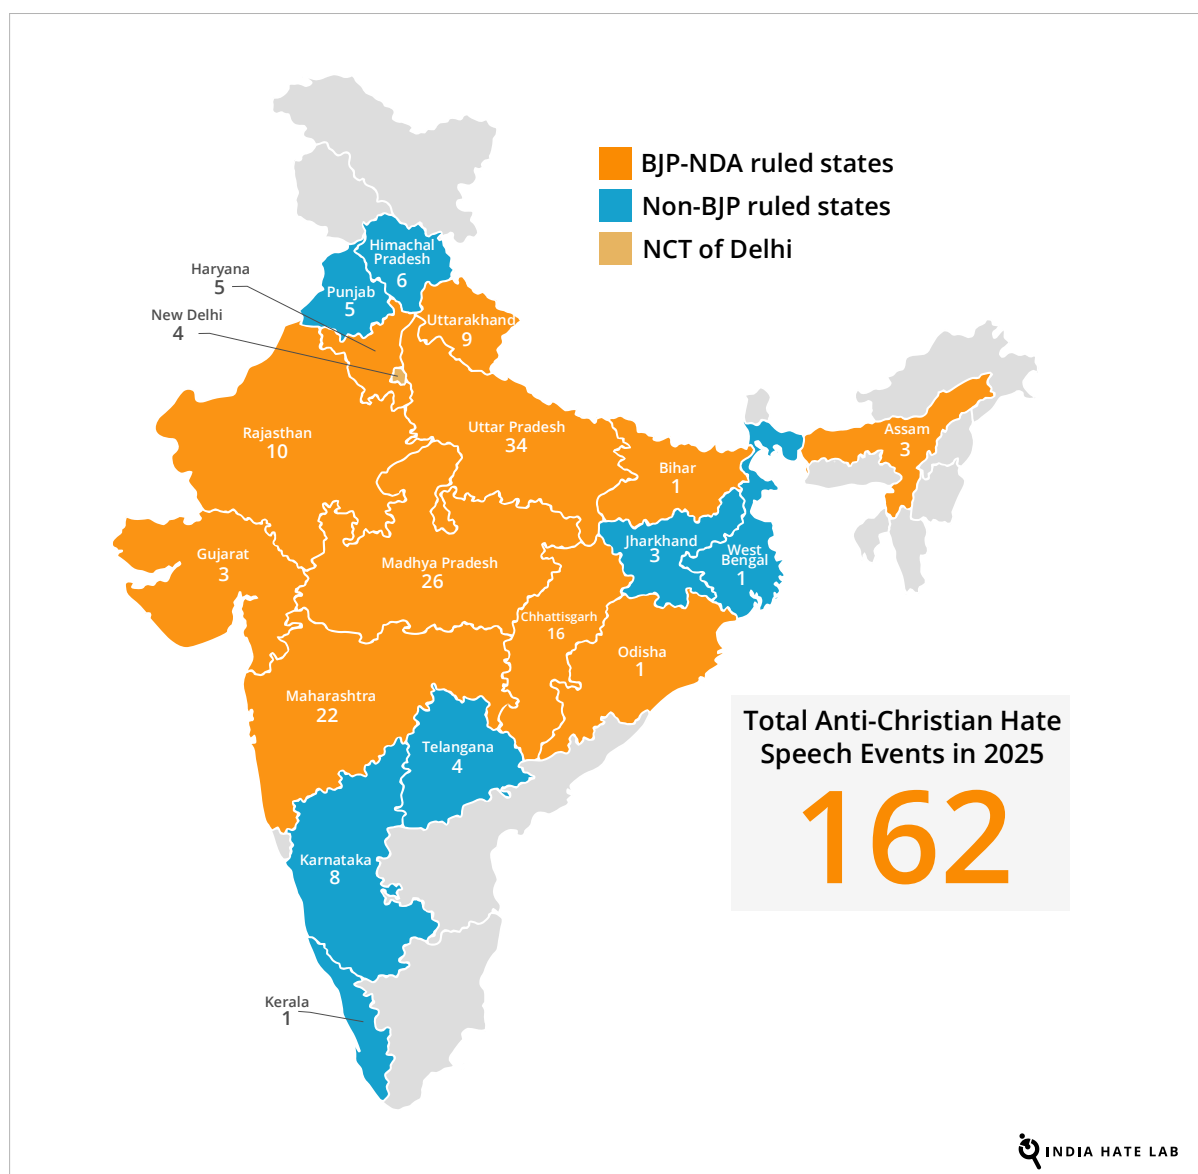 BJP-NDA ruled states
Non-BJP ruled states
NCT of Delhi
Himachal
Pradesh
6
Haryana
5
Punjab
5
New Delhi
4
Uttarakhand
9
Rajasthan
10
Uttar Pradesh
34
Assam
3
Bihar
1
Gujarat
3
Madhya Pradesh
26
Jharkhand
3
West
Bengal
1
Chhattisgarh
16
Odisha
1
Maharashtra
22
Telangana
4
Total Anti-Christian Hate
Speech Events in 2025
162
Karnataka
8
Kerala
1
INDIA HATE LAB